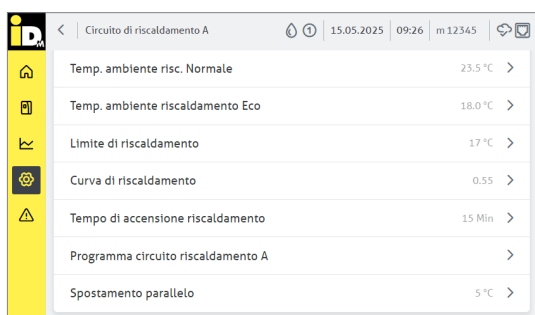 iDM
Circuito di riscaldamento A 1 15.05.2025 09:26 m 12345
Temp. ambiente risc. Normale 23.5 °C
Temp. ambiente riscaldamento Eco 18.0 °C
Limite di riscaldamento 17 °C
Curva di riscaldamento 0.55
Tempo di accensione riscaldamento 15 Min
Programma circuito riscaldamento A
Spostamento parallelo 5 °C